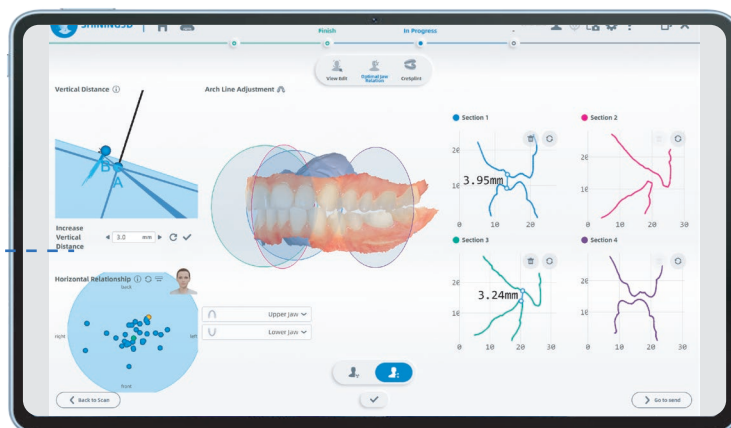 SHINING3D
Finish
In Progress
View Edit
Optimal Jaw
Relation
CreSplint
Vertical Distance
Arch Line Adjustment
B
A
Increase
Vertical
Distance
3.0 mm
Horizontal Relationship
back
right
left
front
Upper Jaw
Lower Jaw
Section 1
20
10
3.95mm
0 10 20
Section 2
20
10
0 10 20 30
Section 3
20
10
3.24mm
0 10 20 30
Section 4
20
10
0 10 20 30
Back to Scan
Go to send